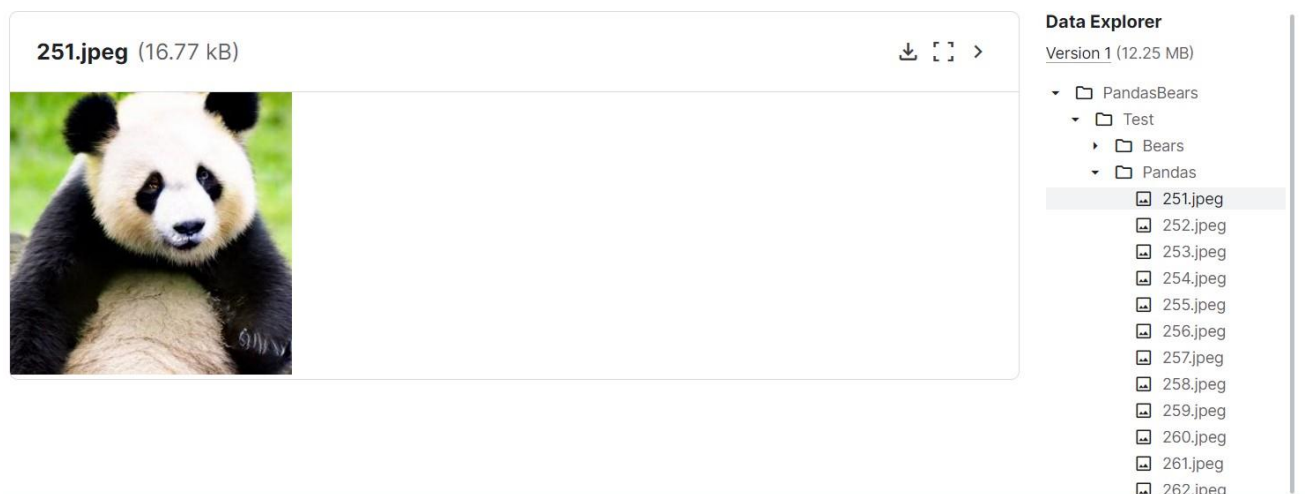 251.jpeg (16.77 kB)
Data Explorer
Version 1 (12.25 MB)
PandasBears
Test
Bears
Pandas
251.jpeg
252.jpeg
253.jpeg
254.jpeg
255.jpeg
256.jpeg
257.jpeg
258.jpeg
259.jpeg
260.jpeg
261.jpeg
262.jpeg